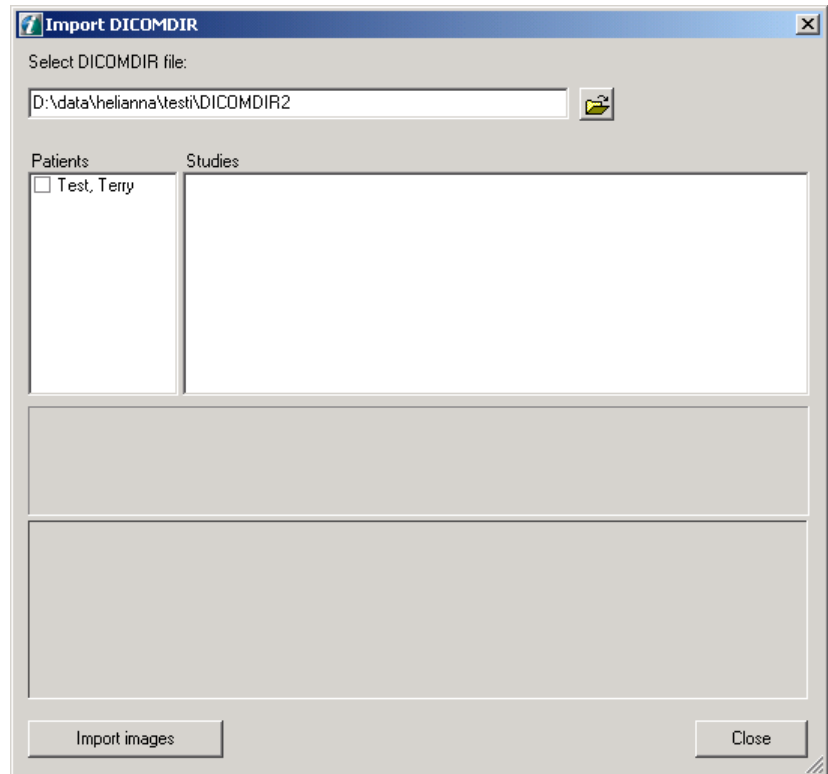 Import DICOMDIR
Select DICOMDIR file:
D:\data\helianna\testi\DICOMDIR2
Patients Studies
Test, Terry
Import images Close